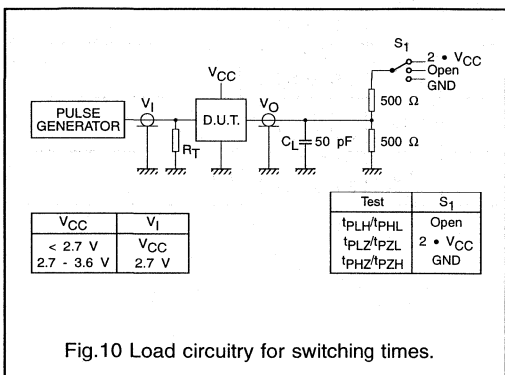 S1
2 • VCC
Open
GND
VCC
500 Ω
PULSE
GENERATOR
VI
D.U.T.
VO
RT
CL
50 pF
500 Ω
VCC VI
< 2.7 V VCC
2.7 - 3.6 V 2.7 V
Test S1
tPLH/tPHL Open
tPLZ/tPZL 2 • VCC
tPHZ/tPZH GND
Fig.10 Load circuitry for switching times.